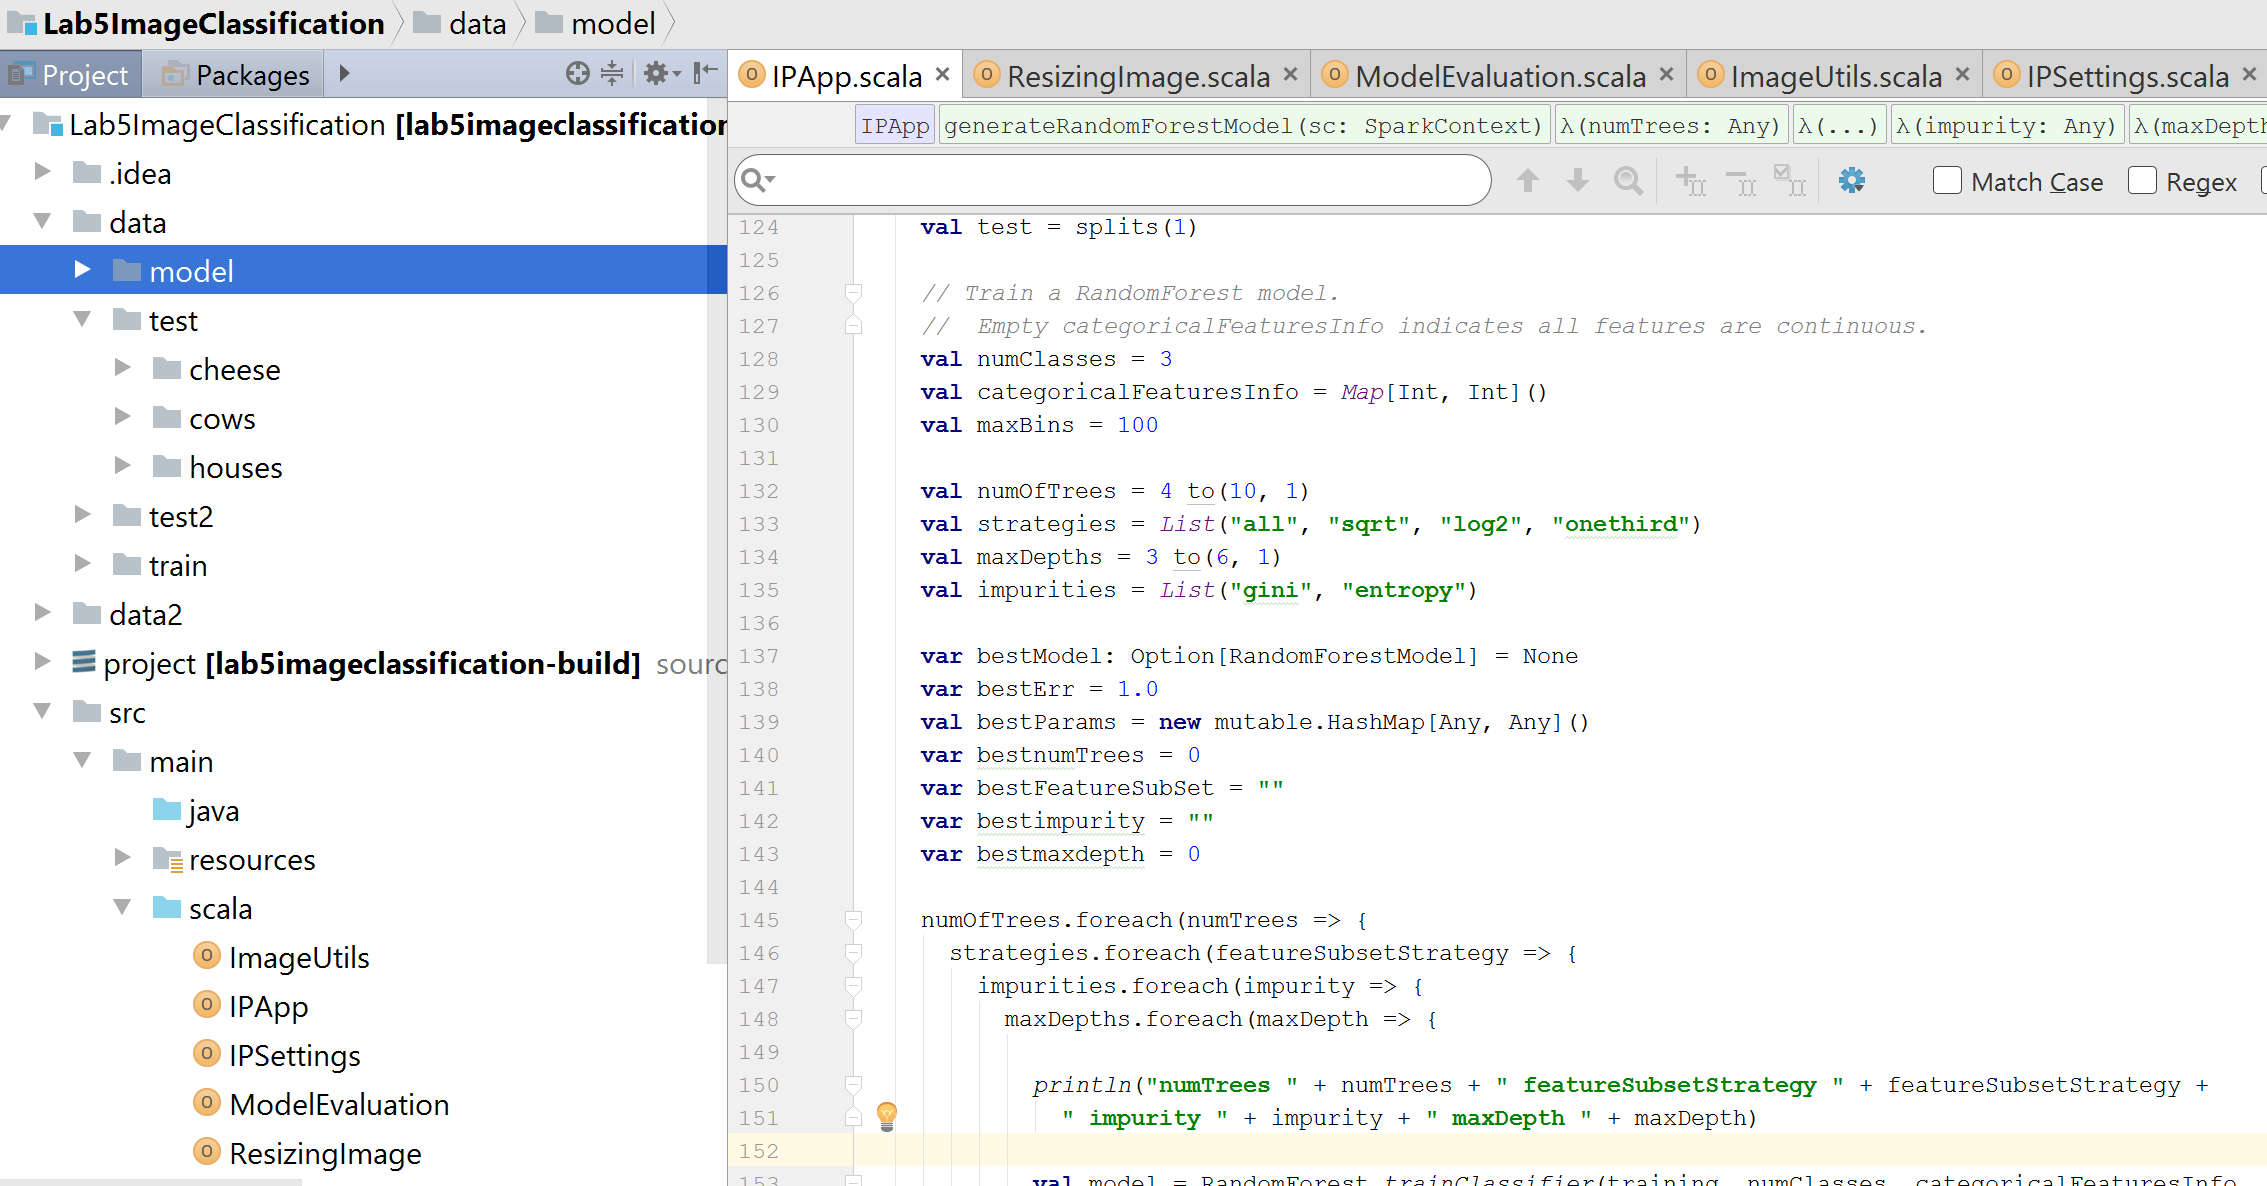 Lab5ImageClassification data model
Project Packages
Lab5ImageClassification [lab5imageclassification
.idea
data
model
test
cheese
cows
houses
test2
train
data2
project [lab5imageclassification-build] sourc
src
main
java
resources
scala
ImageUtils
IPApp
IPSettings
ModelEvaluation
ResizingImage
IPApp.scala ResizingImage.scala ModelEvaluation.scala ImageUtils.scala IPSettings.scala
IPApp generateRandomForestModel(sc: SparkContext) λ(numTrees: Any) λ(...) λ(impurity: Any) λ(maxDepth
Match Case Regex
124 val test = splits(1)
125
126 // Train a RandomForest model.
127 //  Empty categoricalFeaturesInfo indicates all features are continuous.
128 val numClasses = 3
129 val categoricalFeaturesInfo = Map[Int, Int]()
130 val maxBins = 100
131
132 val numOfTrees = 4 to(10, 1)
133 val strategies = List("all", "sqrt", "log2", "onethird")
134 val maxDepths = 3 to(6, 1)
135 val impurities = List("gini", "entropy")
136
137 var bestModel: Option[RandomForestModel] = None
138 var bestErr = 1.0
139 val bestParams = new mutable.HashMap[Any, Any]()
140 var bestnumTrees = 0
141 var bestFeatureSubSet = ""
142 var bestimpurity = ""
143 var bestmaxdepth = 0
144
145 numOfTrees.foreach(numTrees => {
146 strategies.foreach(featureSubsetStrategy => {
147 impurities.foreach(impurity => {
148 maxDepths.foreach(maxDepth => {
149
150 println("numTrees " + numTrees + " featureSubsetStrategy " + featureSubsetStrategy +
151 " impurity " + impurity + " maxDepth " + maxDepth)
152
153 val model = RandomForest.trainClassifier(training, numClasses, categoricalFeaturesInfo